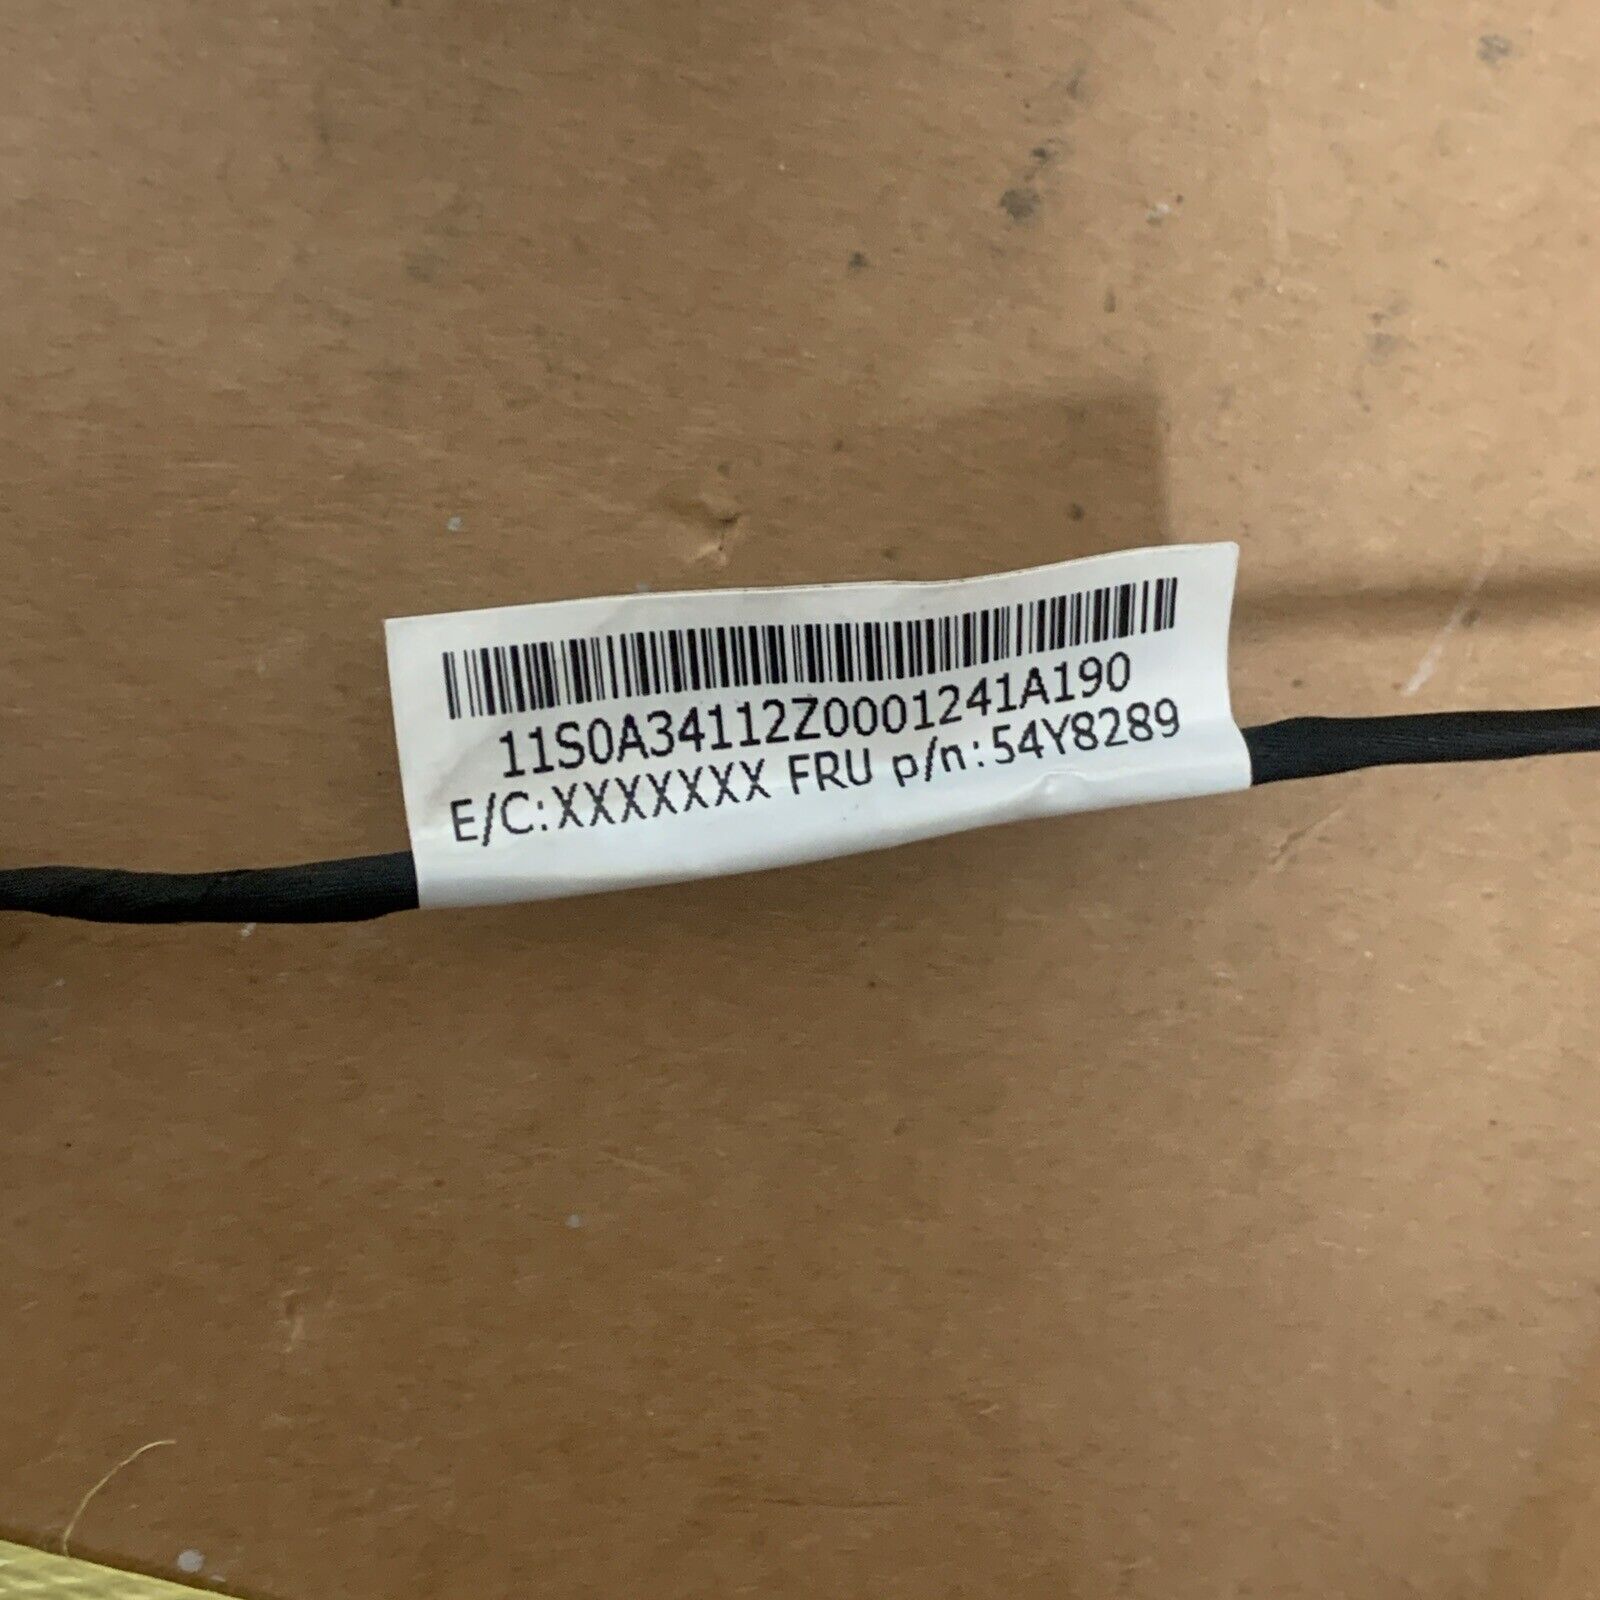 11S0A34112Z0001241A190
E/C:XXXXXXX FRU p/n:54Y8289